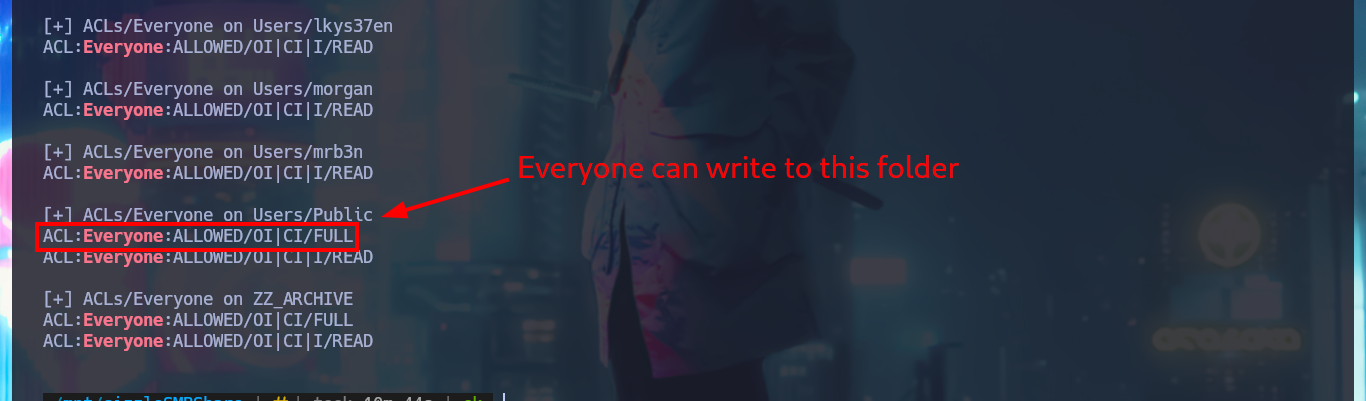 [+] ACLs/Everyone on Users/lkys37en
ACL:Everyone:ALLOWED/OI|CI|I/READ
[+] ACLs/Everyone on Users/morgan
ACL:Everyone:ALLOWED/OI|CI|I/READ
[+] ACLs/Everyone on Users/mrb3n
ACL:Everyone:ALLOWED/OI|CI|I/READ
Everyone can write to this folder
[+] ACLs/Everyone on Users/Public
ACL:Everyone:ALLOWED/OI|CI/FULL
ACL:Everyone:ALLOWED/OI|CI|I/READ
[+] ACLs/Everyone on ZZ_ARCHIVE
ACL:Everyone:ALLOWED/OI|CI/FULL
ACL:Everyone:ALLOWED/OI|CI|I/READ